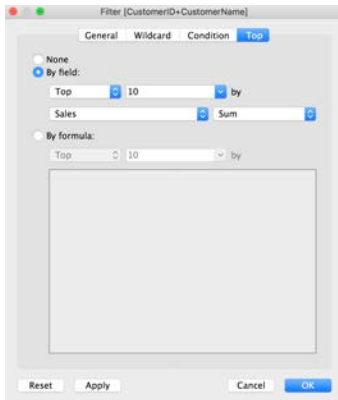 Filter [CustomerID+CustomerName]
General Wildcard Condition Top
None
By field:
Top 10 by
Sales Sum
By formula:
Top 10 by
Reset Apply Cancel OK